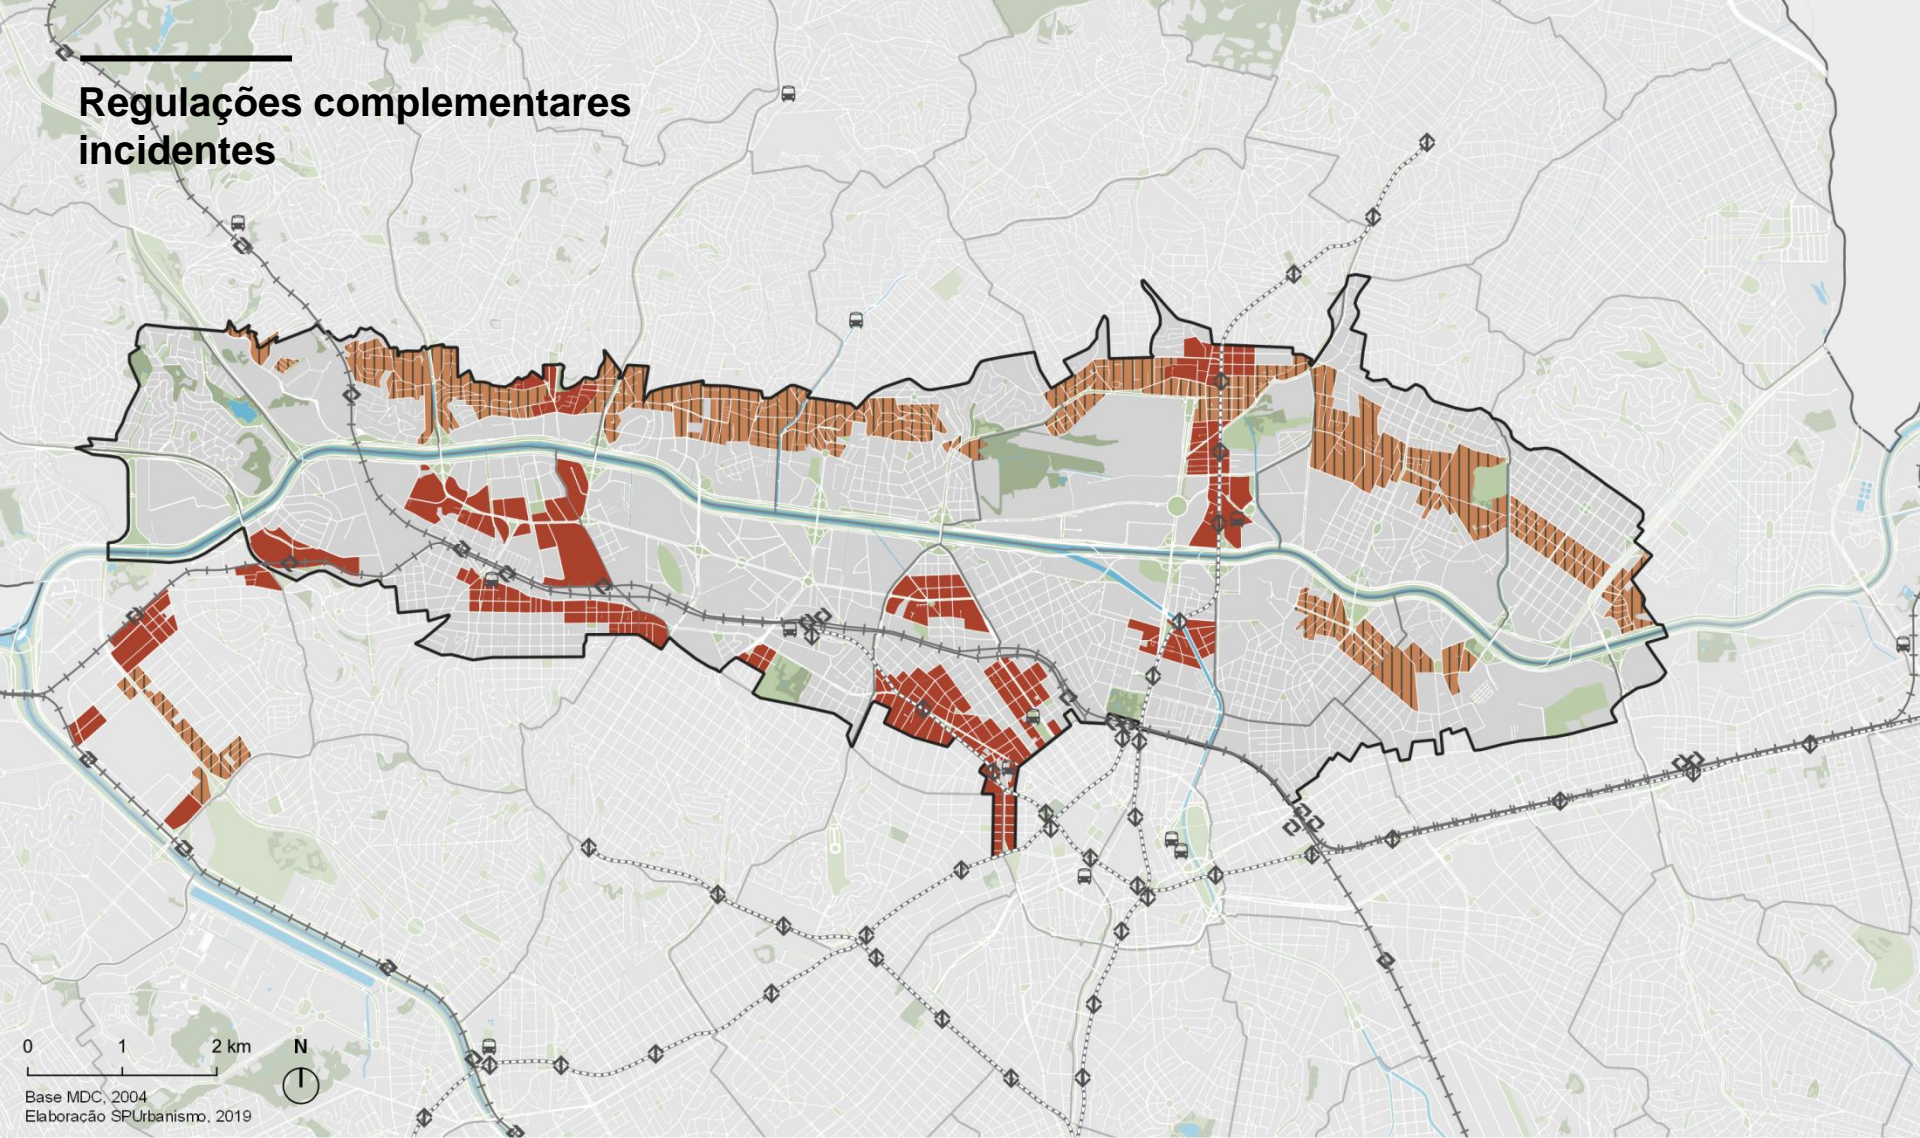 Regulações complementares
incidentes
0 1 2 km N
Base MDC, 2004
Elaboração SPUrbanismo, 2019